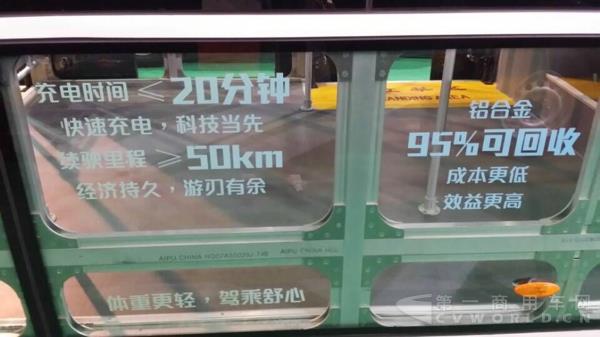 充电时间 ≤ 20分钟
快速充电，科技当先
续驶里程 ≥ 50km
经济持久，游刃有余
铝合金
95%可回收
成本更低
效益更高
体重更轻，驾乘舒心
第一商用车网
CVWORLD.CN